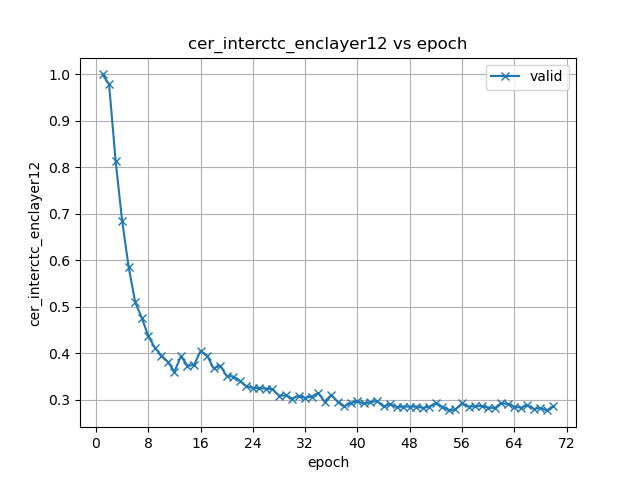 cer_interctc_enclayer12 vs epoch
valid
cer_interctc_enclayer12
1.0
0.9
0.8
0.7
0.6
0.5
0.4
0.3
0 8 16 24 32 40 48 56 64 72
epoch